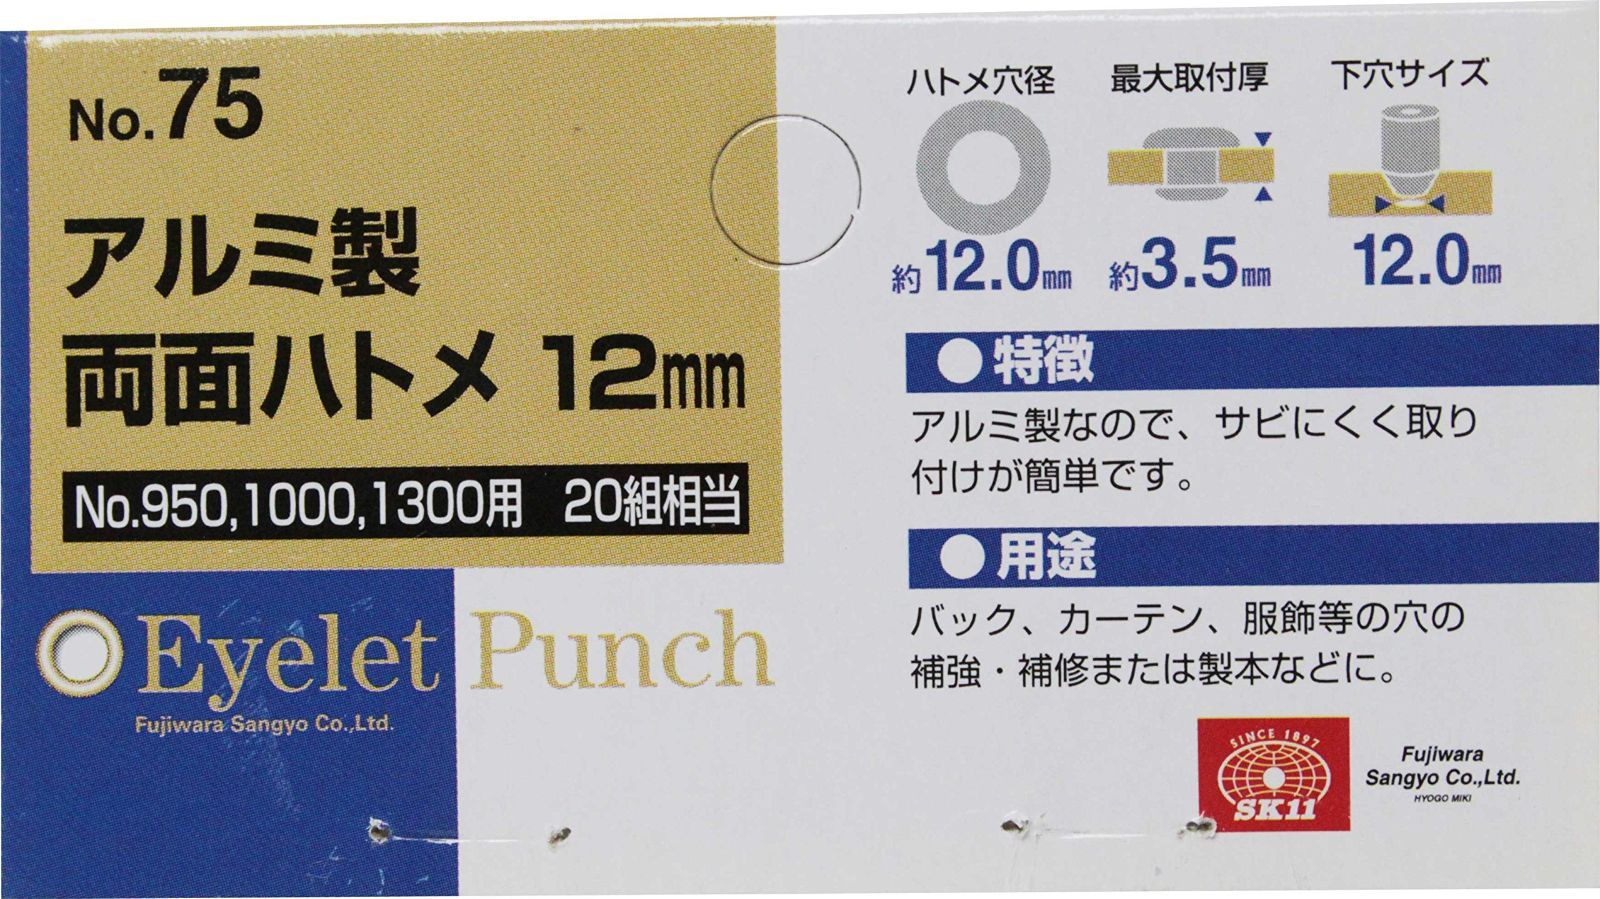 No.75
アルミ製
両面ハトメ 12mm
No.950,1000,1300用 20組相当
Eyelet Punch
Fujiwara Sangyo Co.,Ltd.
ハトメ穴径
約12.0mm
最大取付厚
約3.5mm
下穴サイズ
12.0mm
●特徴
アルミ製なので、サビにくく取り
付けが簡単です。
●用途
バック、カーテン、服飾等の穴の
補強・補修または製本などに。
SINCE 1897
SK11
Fujiwara
Sangyo Co.,Ltd.
HYOGO MIKI